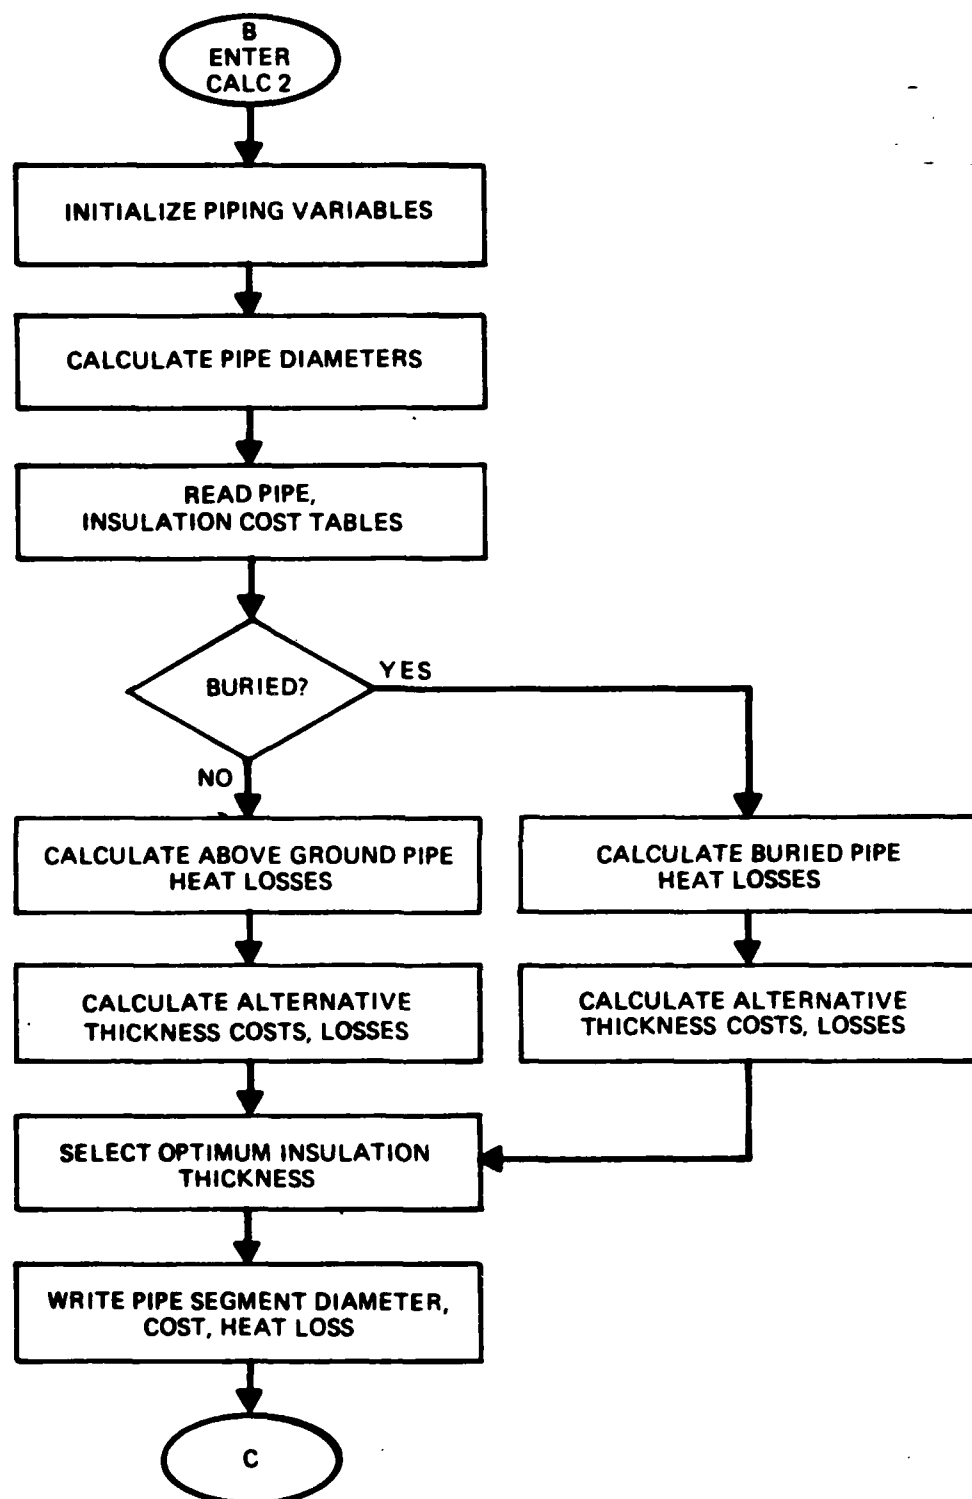 B
ENTER
CALC 2
INITIALIZE PIPING VARIABLES
CALCULATE PIPE DIAMETERS
READ PIPE,
INSULATION COST TABLES
BURIED?
YES
NO
CALCULATE ABOVE GROUND PIPE
HEAT LOSSES
CALCULATE BURIED PIPE
HEAT LOSSES
CALCULATE ALTERNATIVE
THICKNESS COSTS, LOSSES
CALCULATE ALTERNATIVE
THICKNESS COSTS, LOSSES
SELECT OPTIMUM INSULATION
THICKNESS
WRITE PIPE SEGMENT DIAMETER,
COST, HEAT LOSS
C